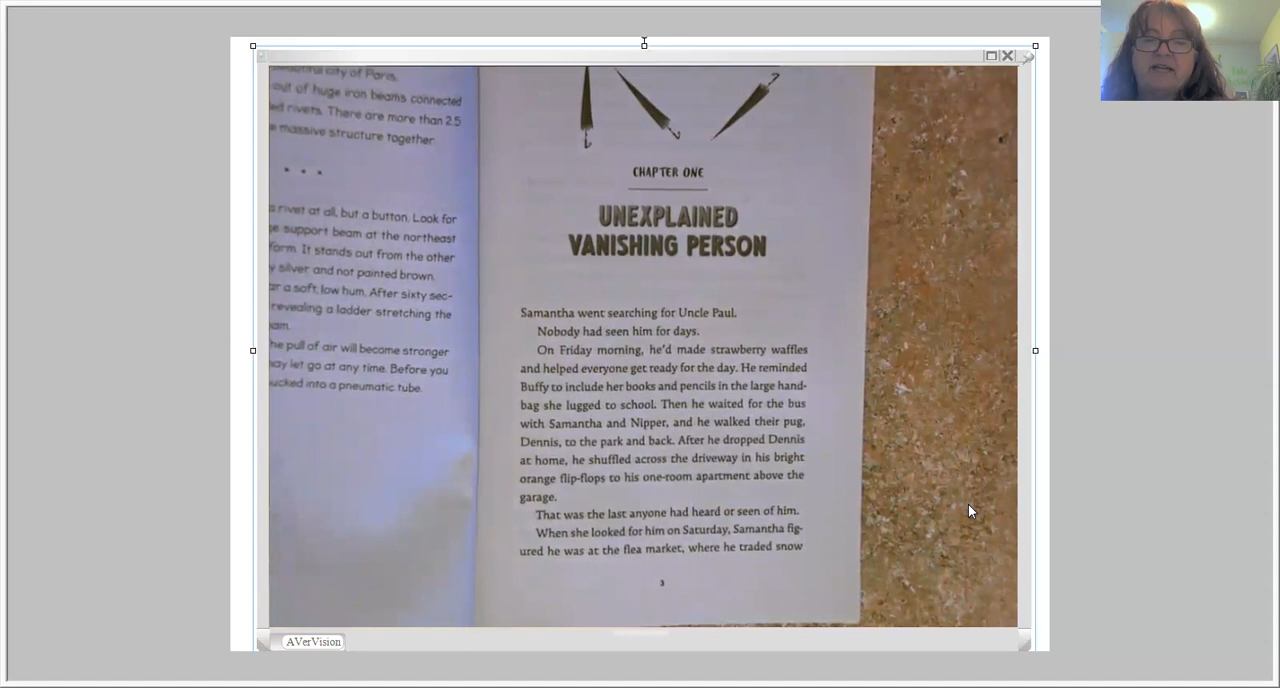 beautiful city of Paris.
out of huge iron beams connected
ed rivets. There are more than 2.5
massive structure together.
• • •
a rivet at all, but a button. Look for
ge support beam at the northeast
form. It stands out from the other
y silver and not painted brown.
ar a soft, low hum. After sixty sec-
revealing a ladder stretching the
am.
he pull of air will become stronger
may let go at any time. Before you
ucked into a pneumatic tube.
CHAPTER ONE
UNEXPLAINED
VANISHING PERSON
Samantha went searching for Uncle Paul.
Nobody had seen him for days.
On Friday morning, he'd made strawberry waffles
and helped everyone get ready for the day. He reminded
Buffy to include her books and pencils in the large hand-
bag she lugged to school. Then he waited for the bus
with Samantha and Nipper, and he walked their pug,
Dennis, to the park and back. After he dropped Dennis
at home, he shuffled across the driveway in his bright
orange flip-flops to his one-room apartment above the
garage.
That was the last anyone had heard or seen of him.
When she looked for him on Saturday, Samantha fig-
ured he was at the flea market, where he traded snow
3
AVerVision